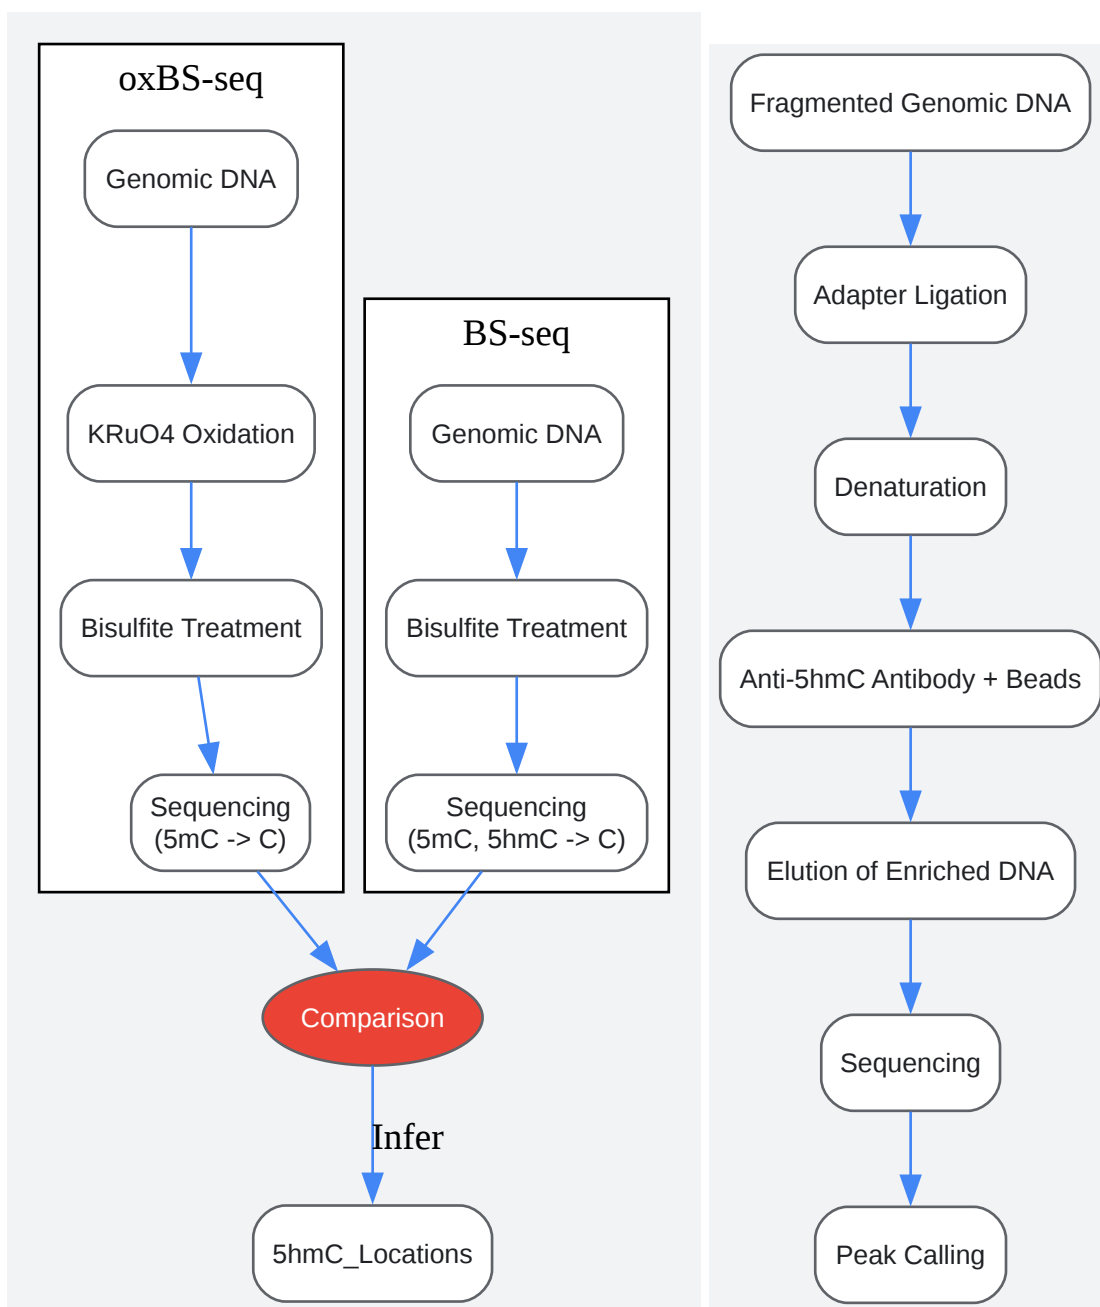 oxBS-seq
Genomic DNA
KRuO4 Oxidation
Bisulfite Treatment
Sequencing
(5mC -> C)
BS-seq
Genomic DNA
Bisulfite Treatment
Sequencing
(5mC, 5hmC -> C)
Comparison
Infer
5hmC_Locations
Fragmented Genomic DNA
Adapter Ligation
Denaturation
Anti-5hmC Antibody + Beads
Elution of Enriched DNA
Sequencing
Peak Calling